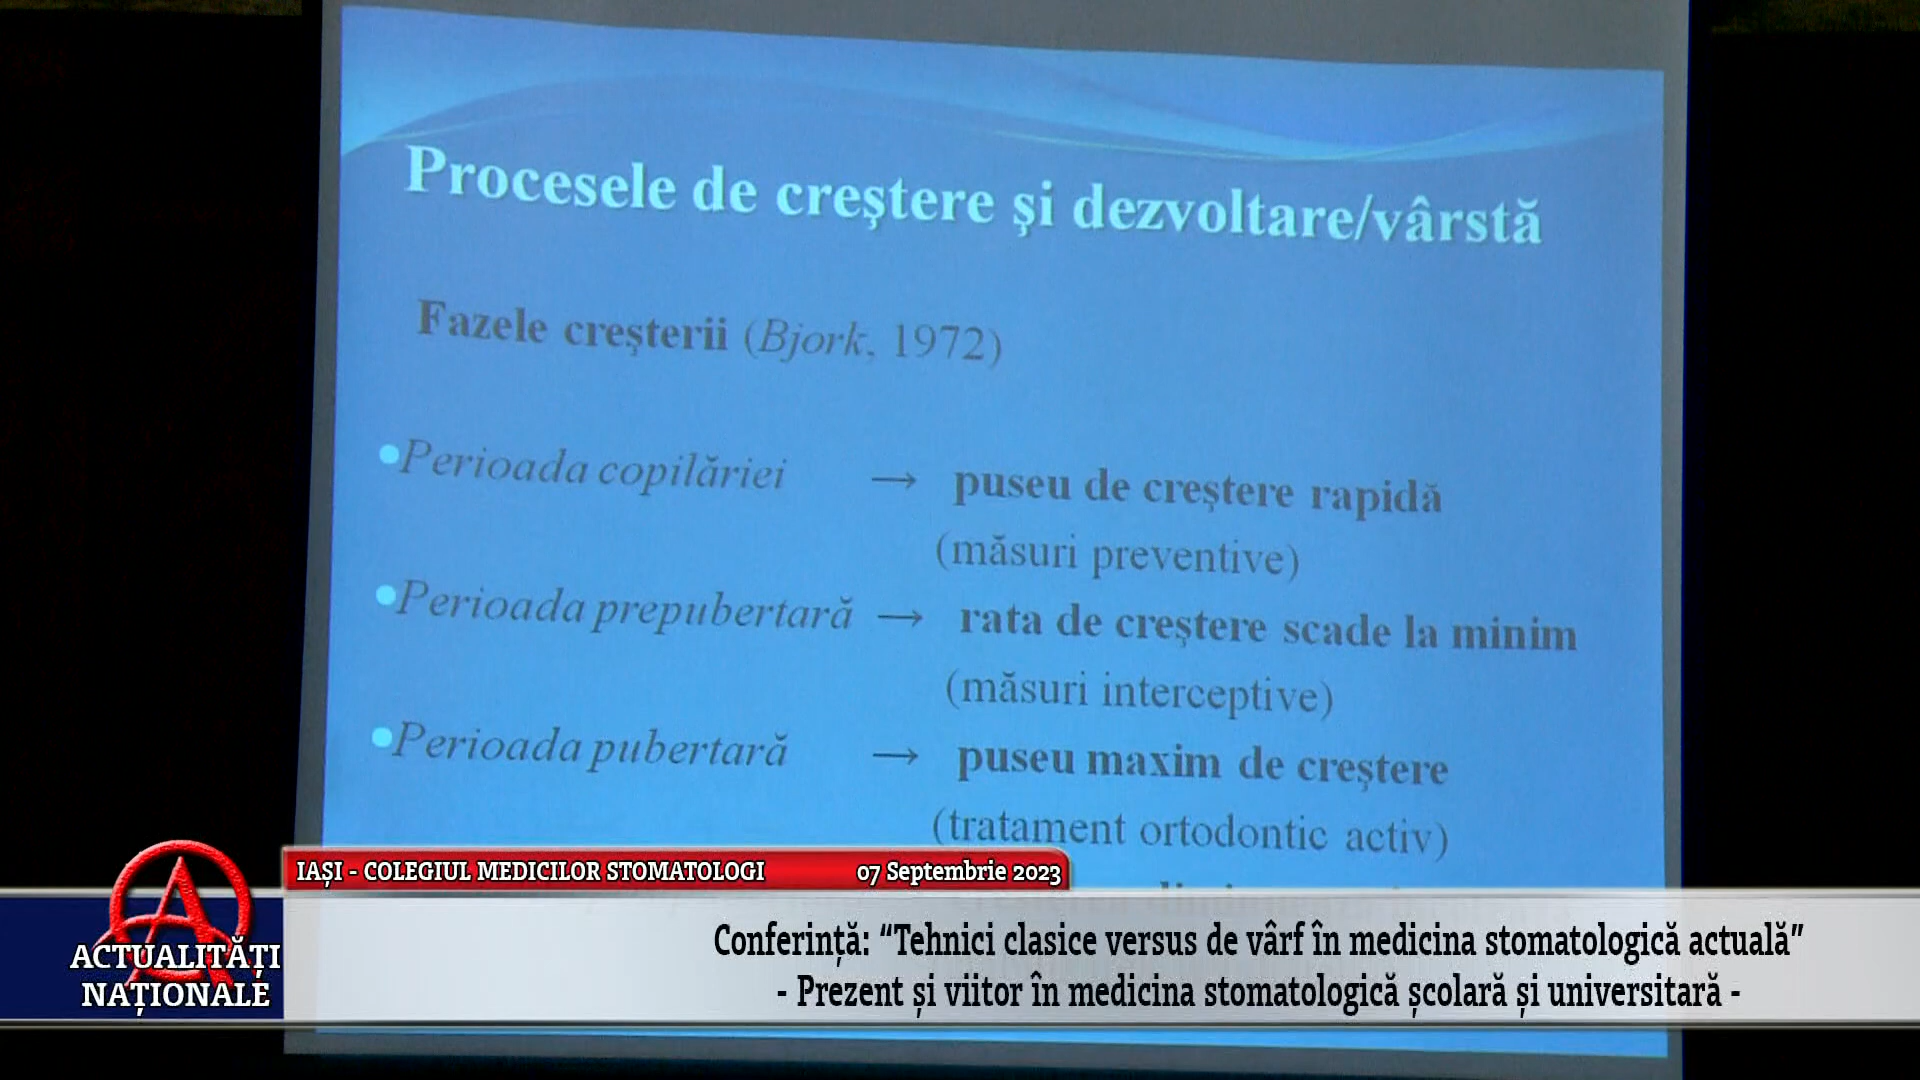 Procesele de creştere şi dezvoltare/vârstă
Fazele creşterii (Bjork, 1972)
•Perioada copilăriei → puseu de creştere rapidă
(măsuri preventive)
•Perioada prepubertară → rata de creştere scade la minim
(măsuri interceptive)
•Perioada pubertară → puseu maxim de creştere
(tratament ortodontic activ)
IAȘI - COLEGIUL MEDICILOR STOMATOLOGI 07 Septembrie 2023
ACTUALITĂȚI
NAȚIONALE
Conferință: “Tehnici clasice versus de vârf în medicina stomatologică actuală”
- Prezent și viitor în medicina stomatologică școlară și universitară -